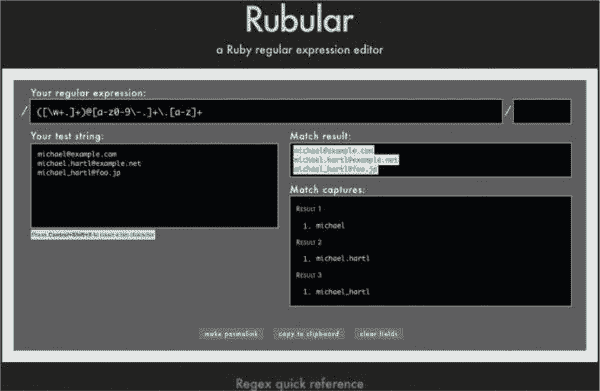 Rubular
a Ruby regular expression editor
Your regular expression:
/ ([\w+.]+)@[a-z0-9\-.]+\.[a-z]+ /
Your test string:
michael@example.com
michael.hartl@example.net
michael_hartl@foo.jp
Match result:
michael@example.com
michael.hartl@example.net
michael_hartl@foo.jp
Match captures:
Result 1
1. michael
Result 2
1. michael.hartl
Result 3
1. michael_hartl
make permalink copy to clipboard clear fields
Regex quick reference